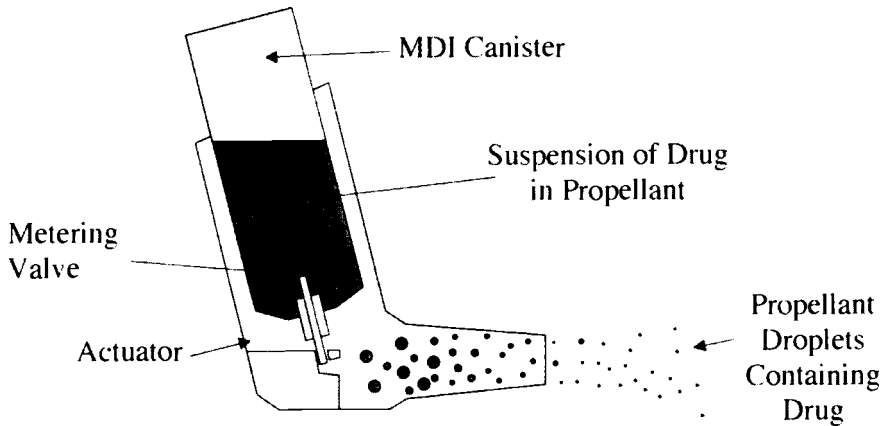 MDI Canister
Suspension of Drug
in Propellant
Metering
Valve
Actuator
Propellant
Droplets
Containing
Drug